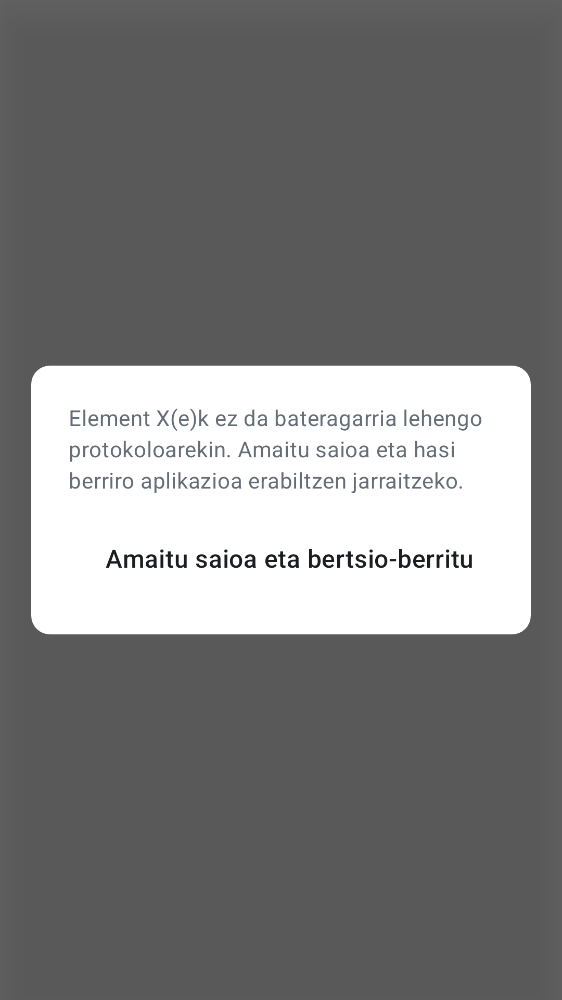 Element X(e)k ez da bateragarria lehengo
protokoloarekin. Amaitu saioa eta hasi
berriro aplikazioa erabiltzen jarraitzeko.
Amaitu saioa eta bertsio-berritu